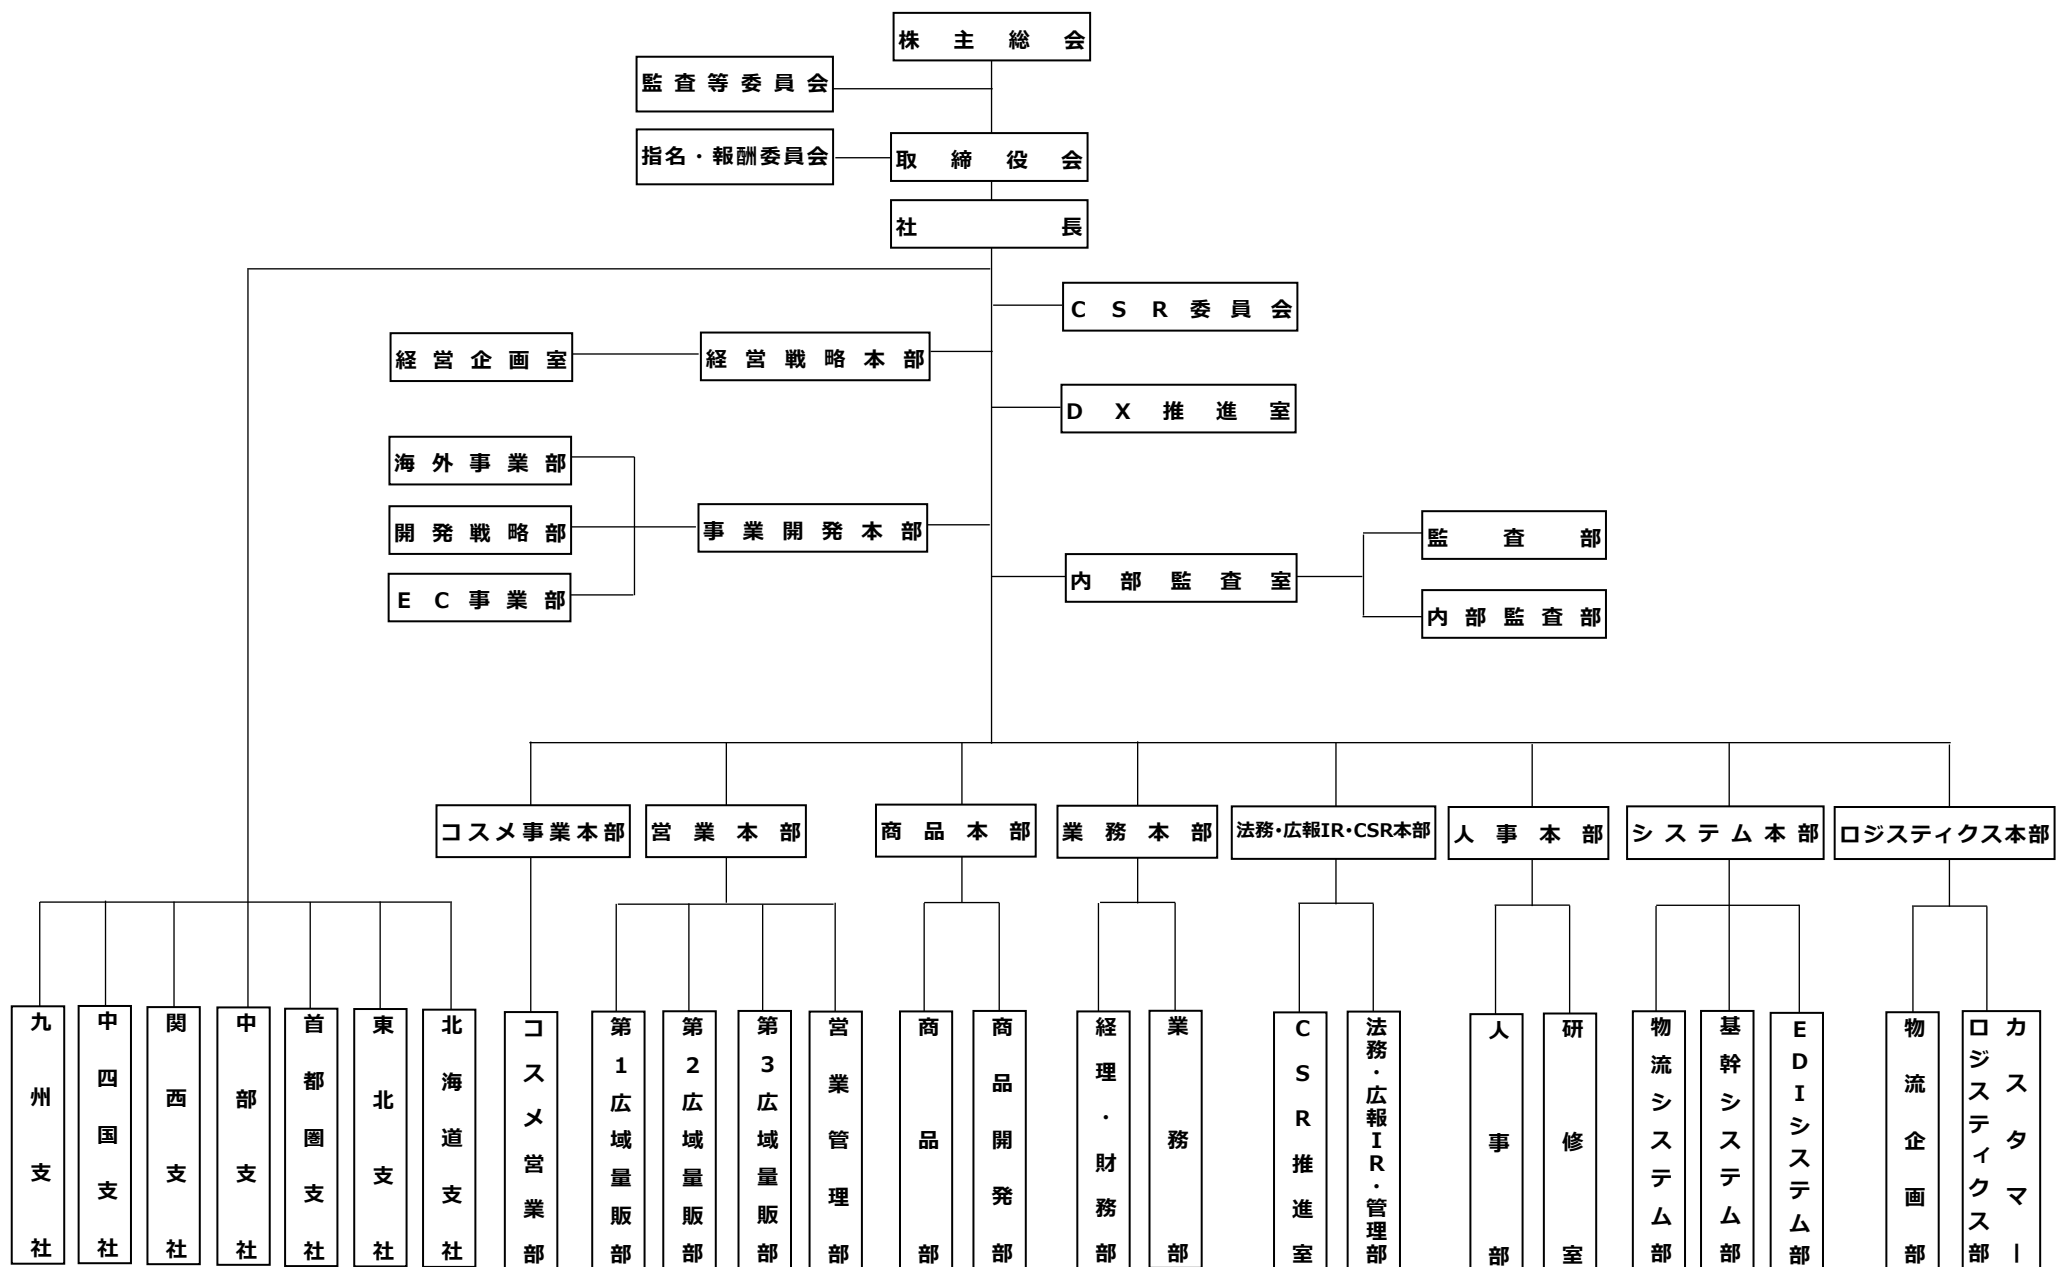 株主総会
監査等委員会
指名・報酬委員会
取締役会
社長
CSR委員会
経営企画室
経営戦略本部
DX推進室
海外事業部
開発戦略部
事業開発本部
監査部
EC事業部
内部監査室
内部監査部
コスメ事業本部
営業本部
商品本部
業務本部
法務・広報IR・CSR本部
人事本部
システム本部
ロジスティクス本部
九州支社
中四国支社
関西支社
中部支社
首都圏支社
東北支社
北海道支社
コスメ営業部
第1広域量販部
第2広域量販部
第3広域量販部
営業管理部
商品部
商品開発部
経理・財務部
業務部
CSR推進室
法務・広報IR・管理部
人事部
研修室
物流システム部
基幹システム部
EDIシステム部
物流企画部
カスタマー
ロジスティクス部